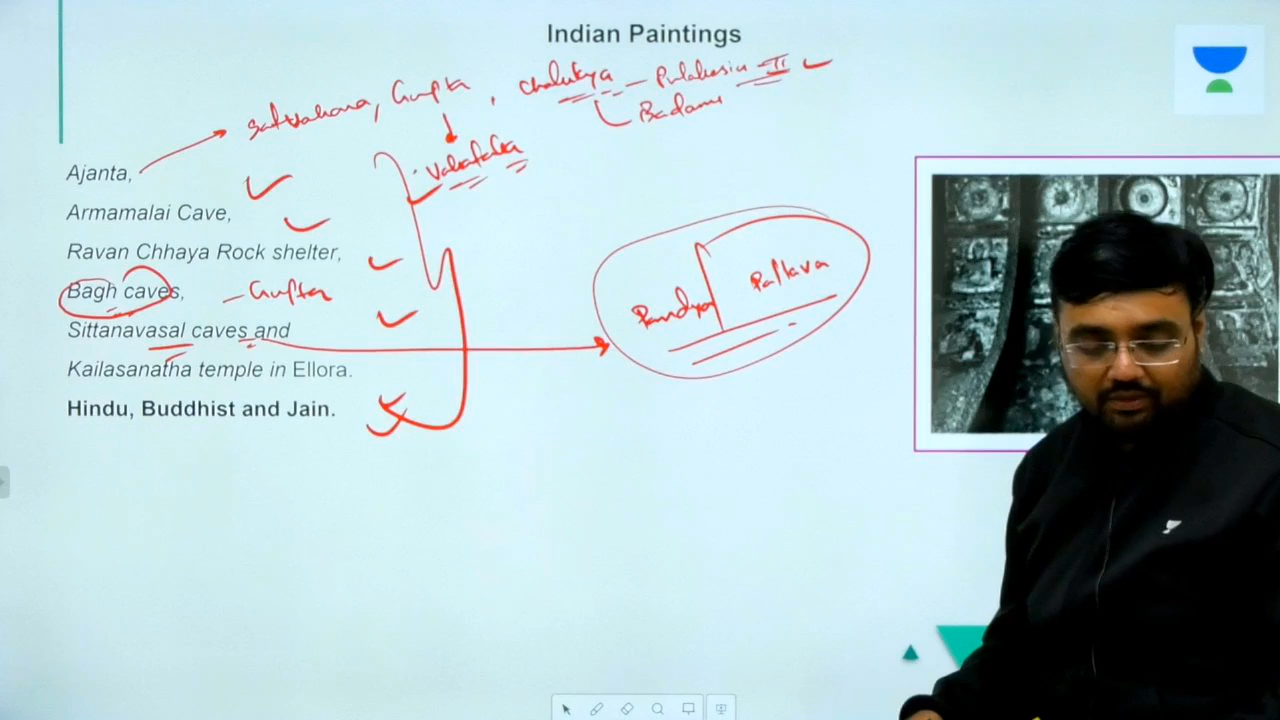 Indian Paintings
Satvahana, Gupta, Chalukya - Pulakesin - II
Badami
Vakataka
Ajanta,
Armamalai Cave,
Ravan Chhaya Rock shelter,
Bagh caves, - Gupta
Sittanavasal caves and
Pandya Pallava
Kailasanatha temple in Ellora.
Hindu, Buddhist and Jain.